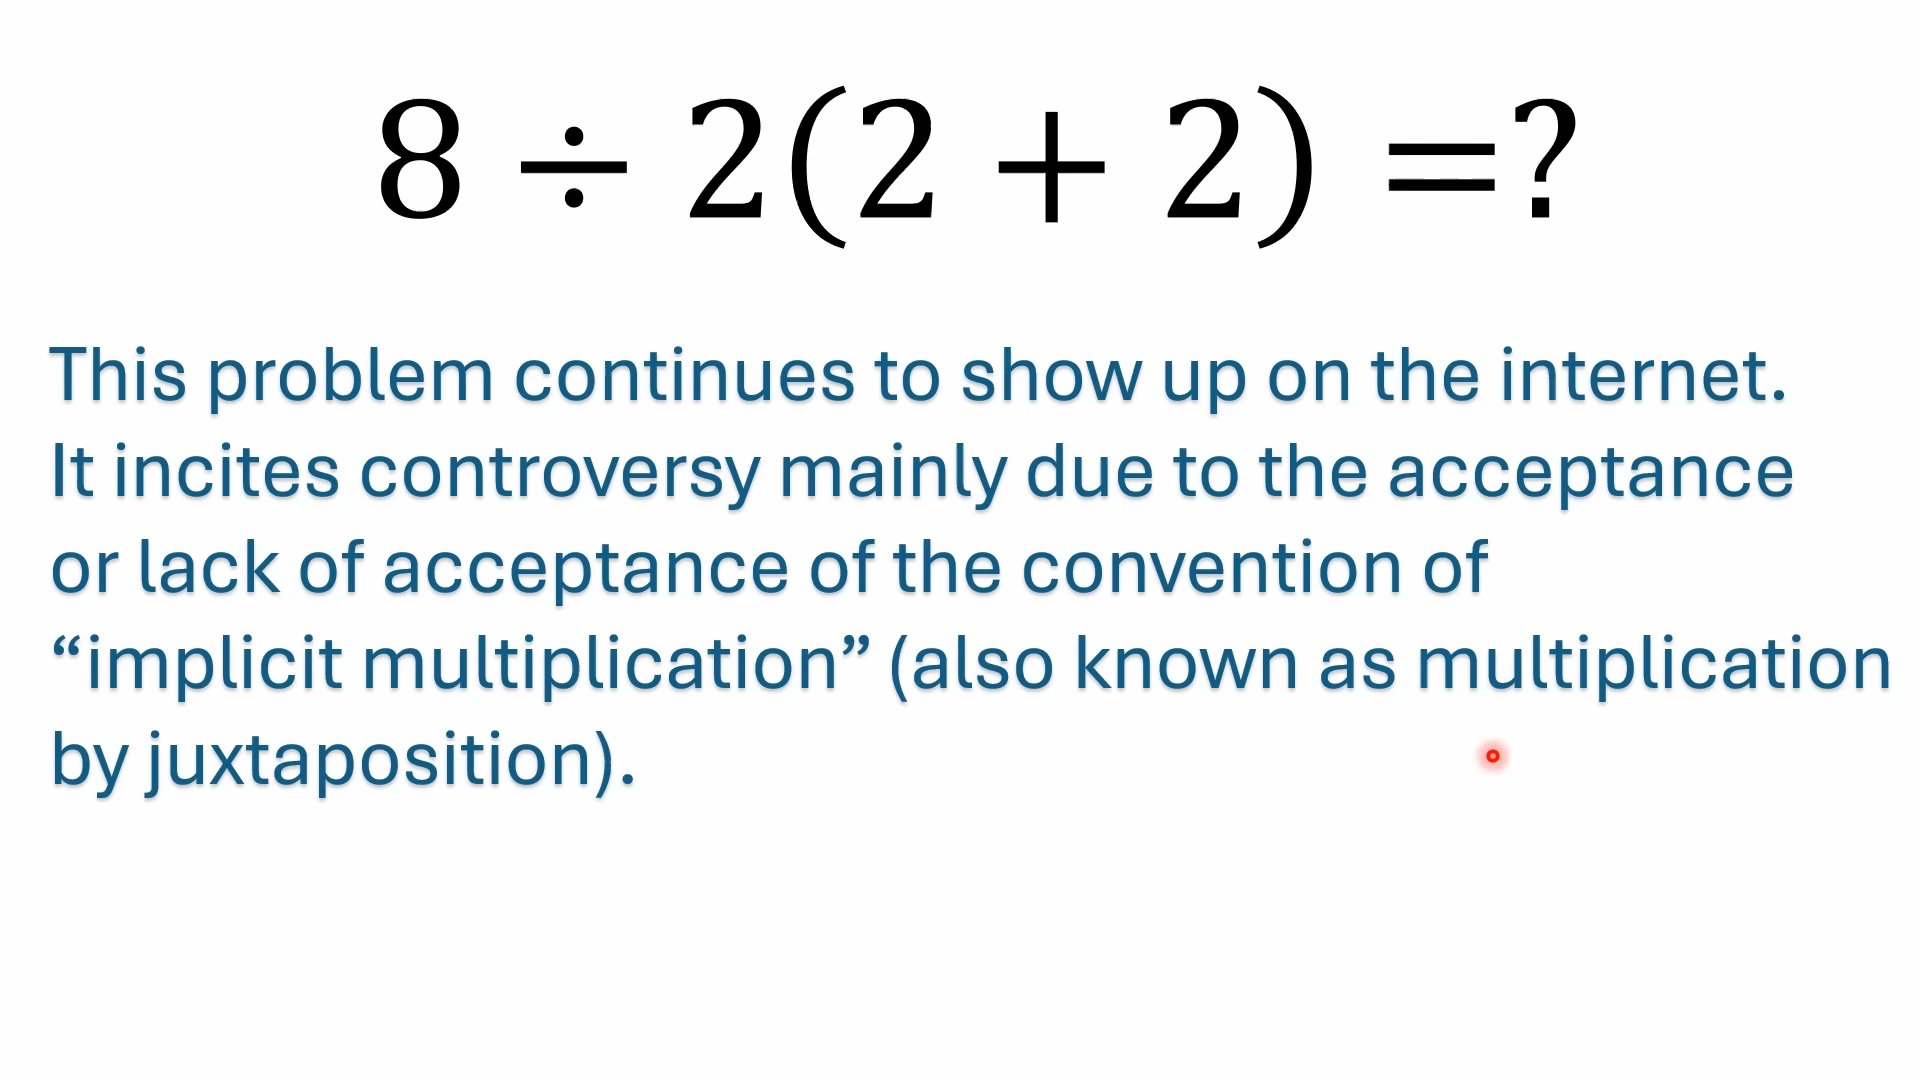 8 ÷ 2(2 + 2) =?
This problem continues to show up on the internet.
It incites controversy mainly due to the acceptance
or lack of acceptance of the convention of
“implicit multiplication” (also known as multiplication
by juxtaposition).